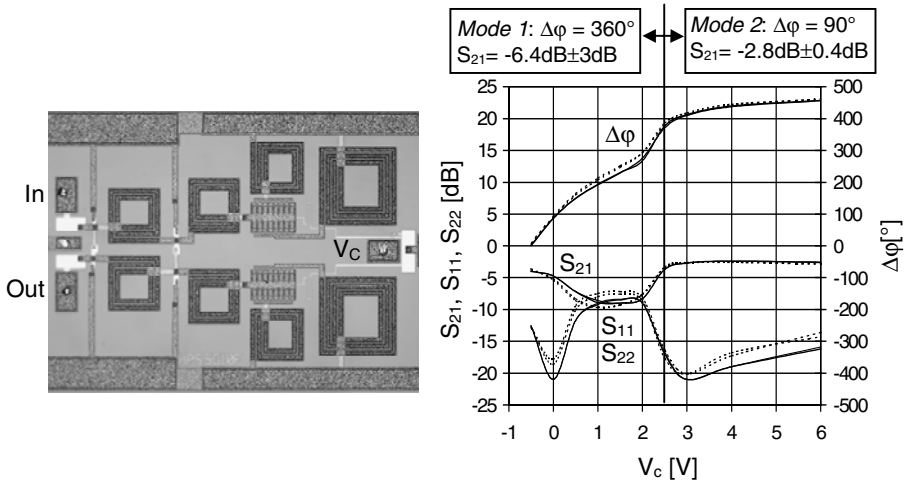 Mode 1: Δφ = 360°
S21= -6.4dB±3dB
Mode 2: Δφ = 90°
S21= -2.8dB±0.4dB
In
Out
VC
25
20
15
10
5
0
-5
-10
-15
-20
-25
S21, S11, S22 [dB]
Δφ
S21
S11
S22
500
400
300
200
100
0
-100
-200
-300
-400
-500
Δφ[°]
-1 0 1 2 3 4 5 6
Vc [V]